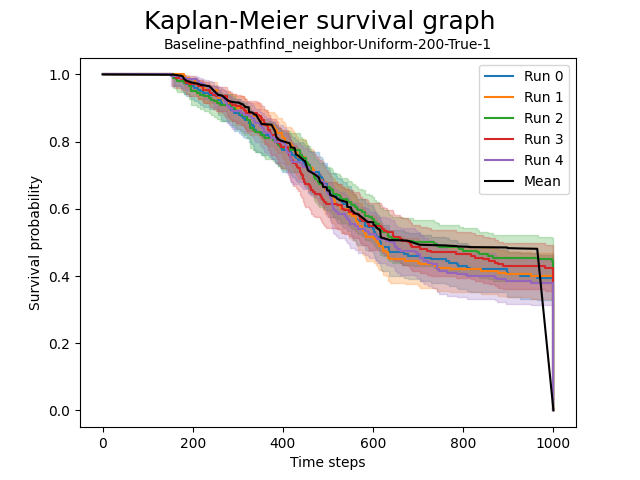 Kaplan-Meier survival graph
Baseline-pathfind_neighbor-Uniform-200-True-1
Survival probability
1.0
0.8
0.6
0.4
0.2
0.0
Run 0
Run 1
Run 2
Run 3
Run 4
Mean
0 200 400 600 800 1000
Time steps